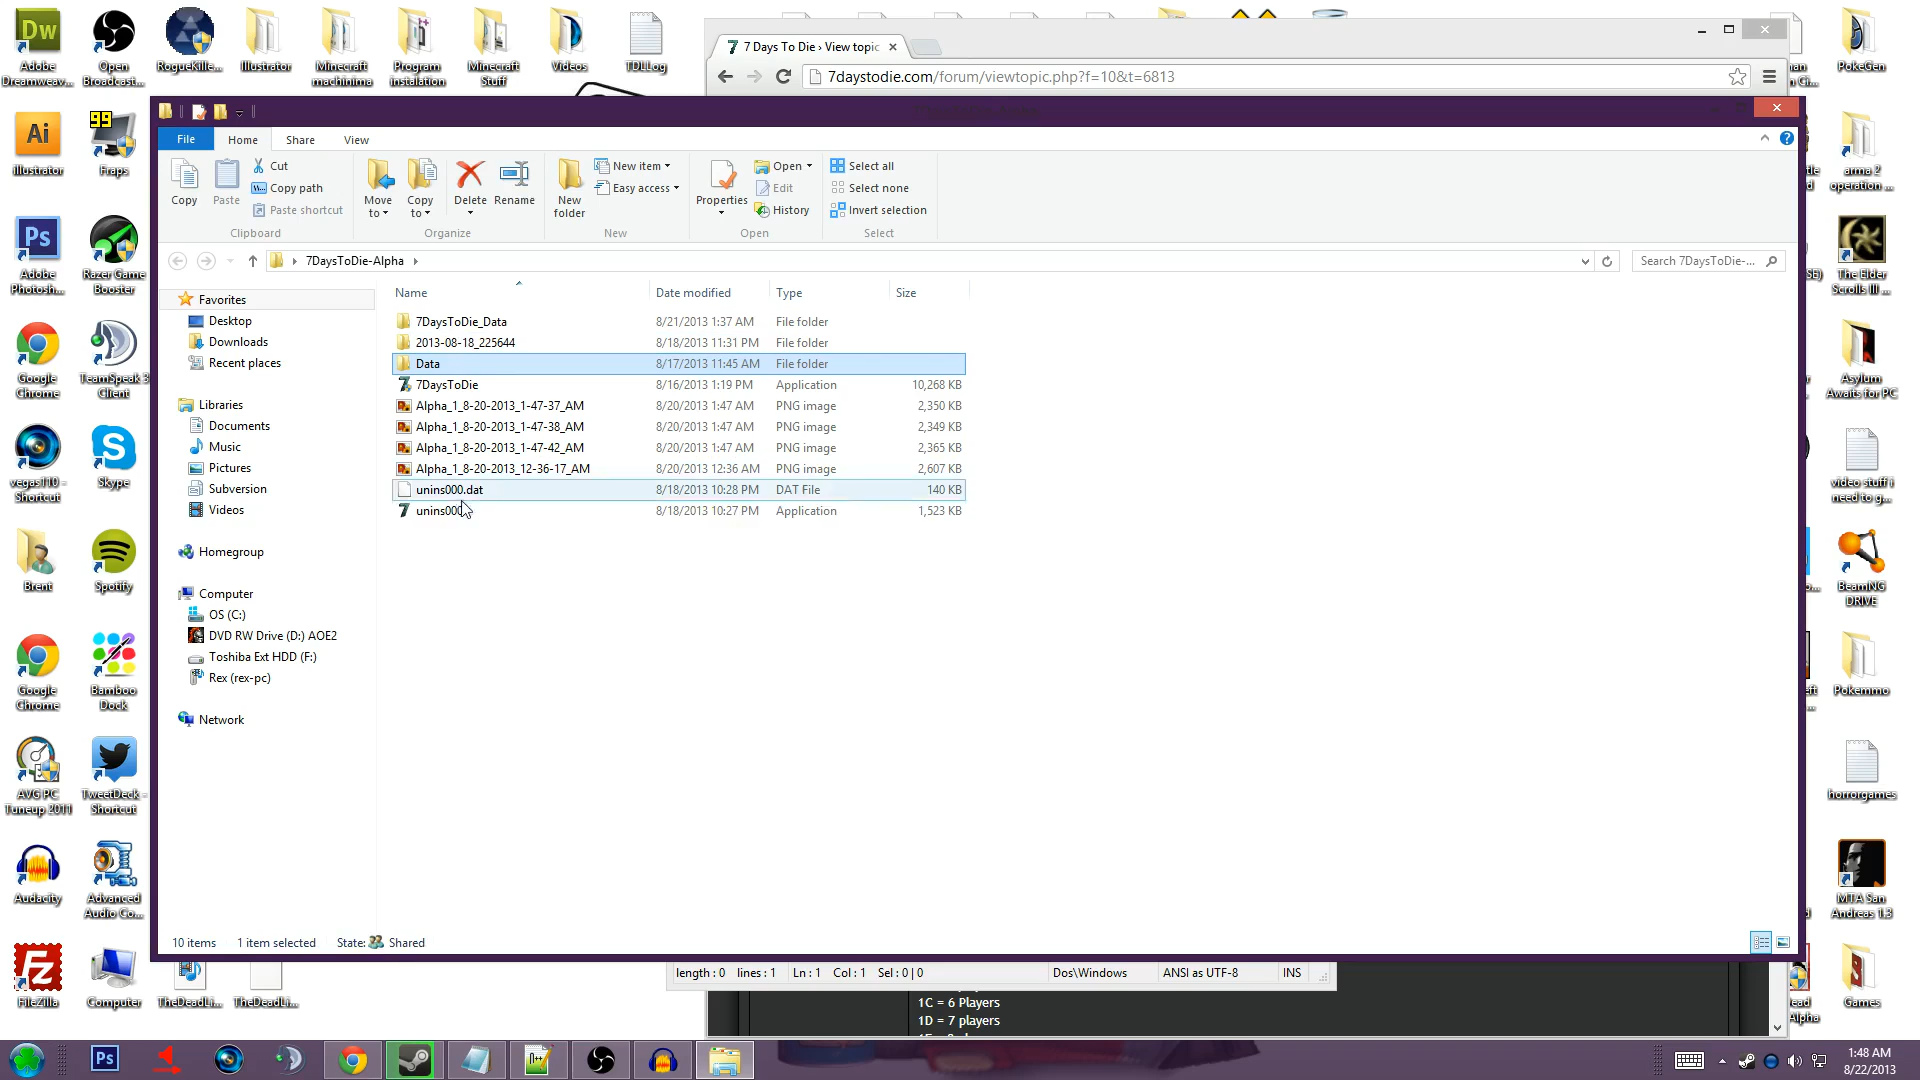 Adobe Dreamweav...
Open Broadcast...
RogueKille...
Illustrator
Minecraft machinima
Program instalation
Minecraft Stuff
Videos
TDLLog
PokeGen
7 Days To Die › View topic
7daystodie.com/forum/viewtopic.php?f=10&t=6813
File
Home
Share
View
Copy
Paste
Cut
Copy path
Paste shortcut
Clipboard
Move to
Copy to
Delete
Rename
Organize
New folder
New item
Easy access
New
Properties
Open
Edit
History
Open
Select all
Select none
Invert selection
Select
7DaysToDie-Alpha
Search 7DaysToDie-...
Name Date modified Type Size
7DaysToDie_Data 8/21/2013 1:37 AM File folder
2013-08-18_225644 8/18/2013 11:31 PM File folder
Data 8/17/2013 11:45 AM File folder
7DaysToDie 8/16/2013 1:19 PM Application 10,268 KB
Alpha_1_8-20-2013_1-47-37_AM 8/20/2013 1:47 AM PNG image 2,350 KB
Alpha_1_8-20-2013_1-47-38_AM 8/20/2013 1:47 AM PNG image 2,349 KB
Alpha_1_8-20-2013_1-47-42_AM 8/20/2013 1:47 AM PNG image 2,365 KB
Alpha_1_8-20-2013_12-36-17_AM 8/20/2013 12:36 AM PNG image 2,607 KB
unins000.dat 8/18/2013 10:28 PM DAT File 140 KB
unins000 8/18/2013 10:27 PM Application 1,523 KB
Favorites
Desktop
Downloads
Recent places
Libraries
Documents
Music
Pictures
Subversion
Videos
Homegroup
Computer
OS (C:)
DVD RW Drive (D:) AOE2
Toshiba Ext HDD (F:)
Rex (rex-pc)
Network
10 items 1 item selected State: Shared
illustrator
99
Fraps
Adobe Photosh...
Razer Game Booster
Google Chrome
TeamSpeak 3 Client
vegas110 - Shortcut
Skype
Brent
Spotify
Google Chrome
Bamboo Dock
AVG PC Tuneup 2011
TweetDeck - Shortcut
Audacity
Advanced Audio Co...
FileZilla
Computer
TheDeadLi...
TheDeadLi...
arma 2 operation ...
The Elder Scrolls III ...
Asylum Awaits for PC
video stuff i need to g...
BeamNG DRIVE
Pokemmo
horrorgames
MTA San Andreas 1.3
Games
length : 0 lines : 1 Ln : 1 Col : 1 Sel : 0 | 0 Dos\Windows ANSI as UTF-8 INS
1C = 6 Players
1D = 7 players
1:48 AM
8/22/2013